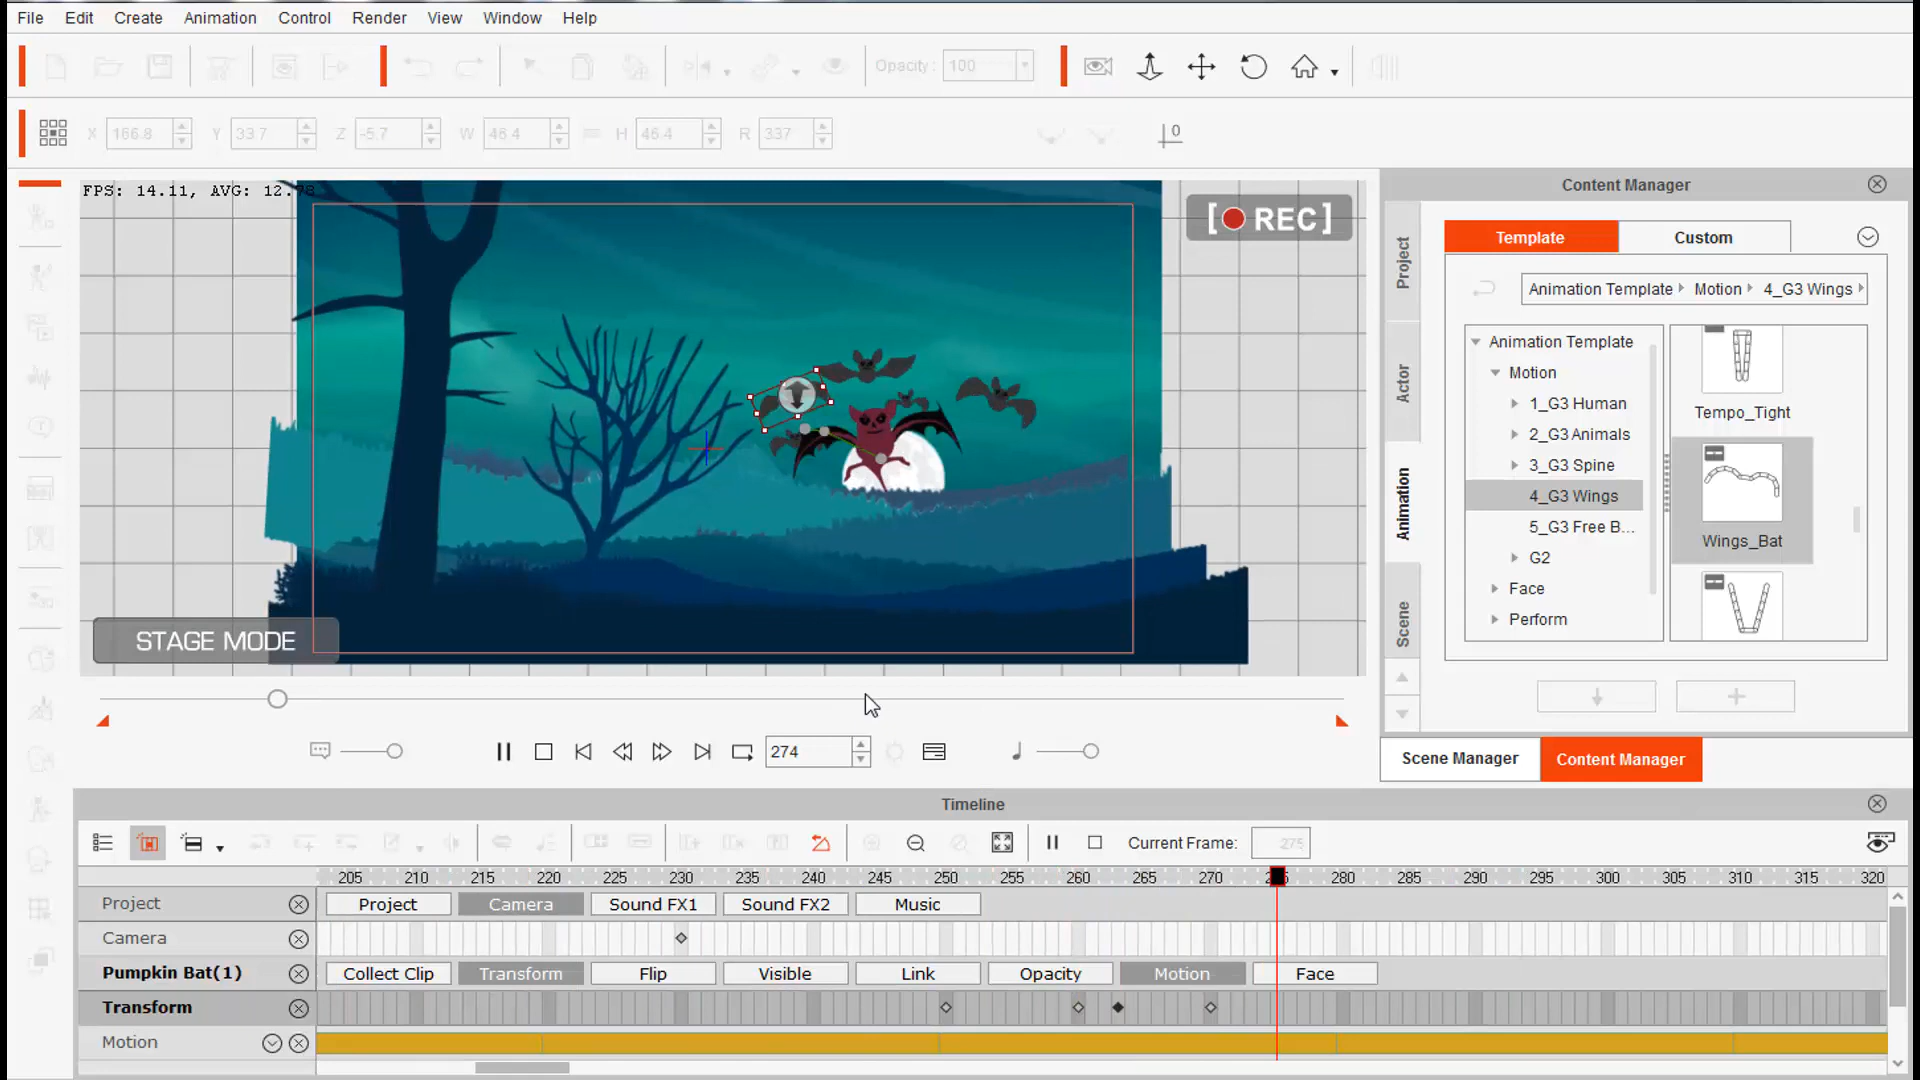 File Edit Create Animation Control Render View Window Help
Opacity : 100
X 166.8 Y 33.7 Z -5.7 W 46.4 H 46.4 R 337 0
FPS: 14.11, AVG: 12.78
[ REC ]
STAGE MODE
274
Content Manager
Project
Actor
Animation
Scene
Template Custom
Animation Template Motion 4_G3 Wings
Animation Template
Motion
1_G3 Human
2_G3 Animals
3_G3 Spine
4_G3 Wings
5_G3 Free B...
G2
Face
Perform
Tempo_Tight
Wings_Bat
Scene Manager Content Manager
Timeline
Current Frame: 275
205 210 215 220 225 230 235 240 245 250 255 260 265 270 280 285 290 295 300 305 310 315 320
Project Project Camera Sound FX1 Sound FX2 Music
Camera
Pumpkin Bat(1) Collect Clip Transform Flip Visible Link Opacity Motion Face
Transform
Motion